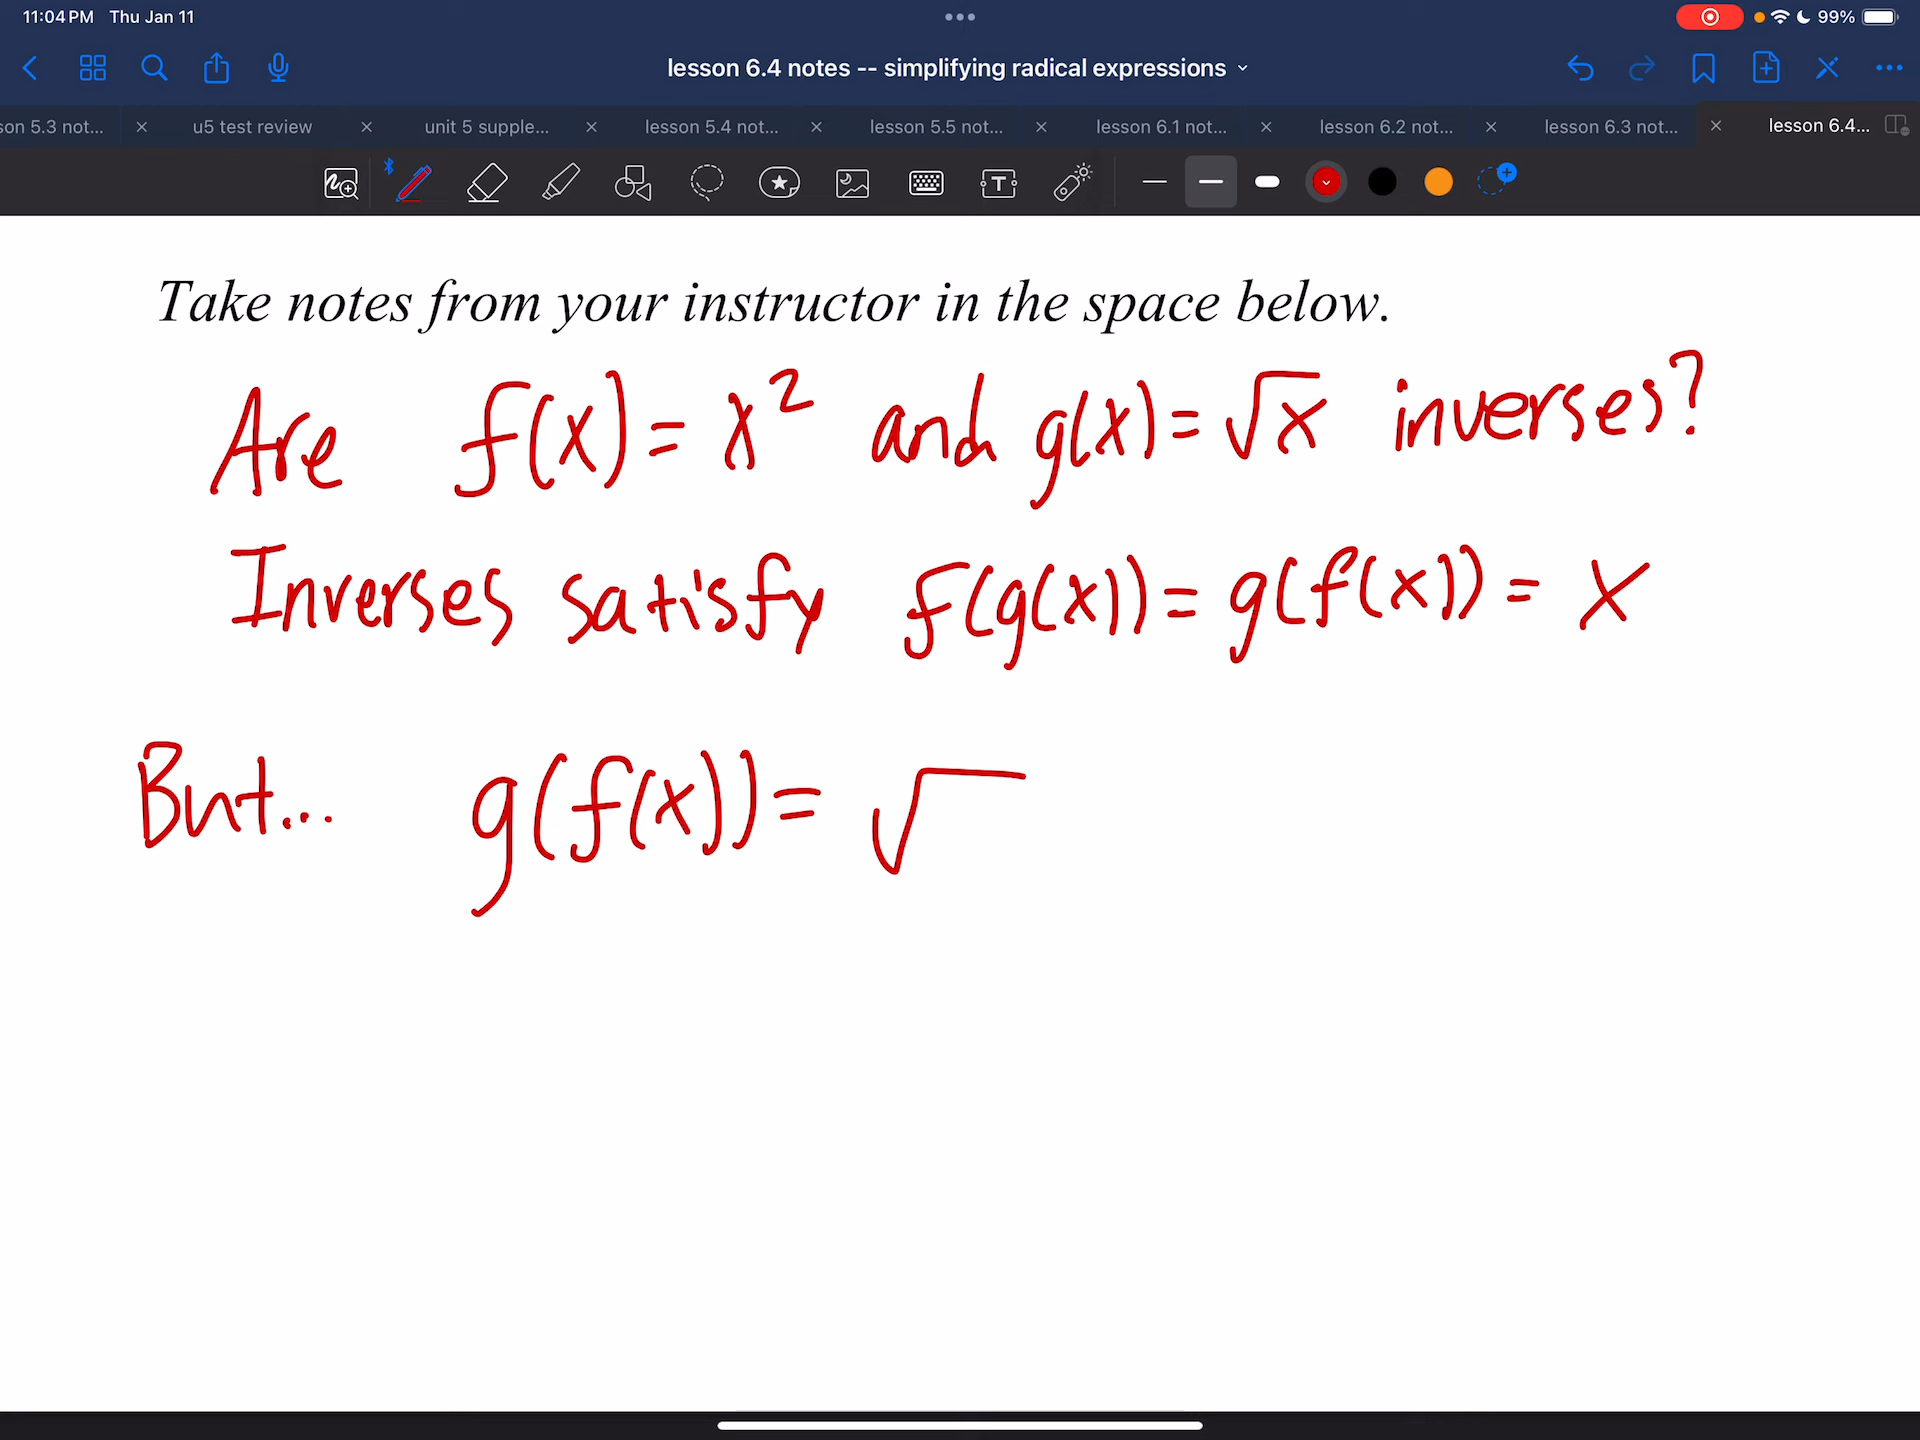 11:04 PM Thu Jan 11 99%
lesson 6.4 notes -- simplifying radical expressions
son 5.3 not... u5 test review unit 5 supple... lesson 5.4 not... lesson 5.5 not... lesson 6.1 not... lesson 6.2 not... lesson 6.3 not... lesson 6.4...
Take notes from your instructor in the space below.
Are f(x) = x² and g(x) = √x inverses?
Inverses satisfy f(g(x)) = g(f(x)) = x
But... g(f(x)) = √